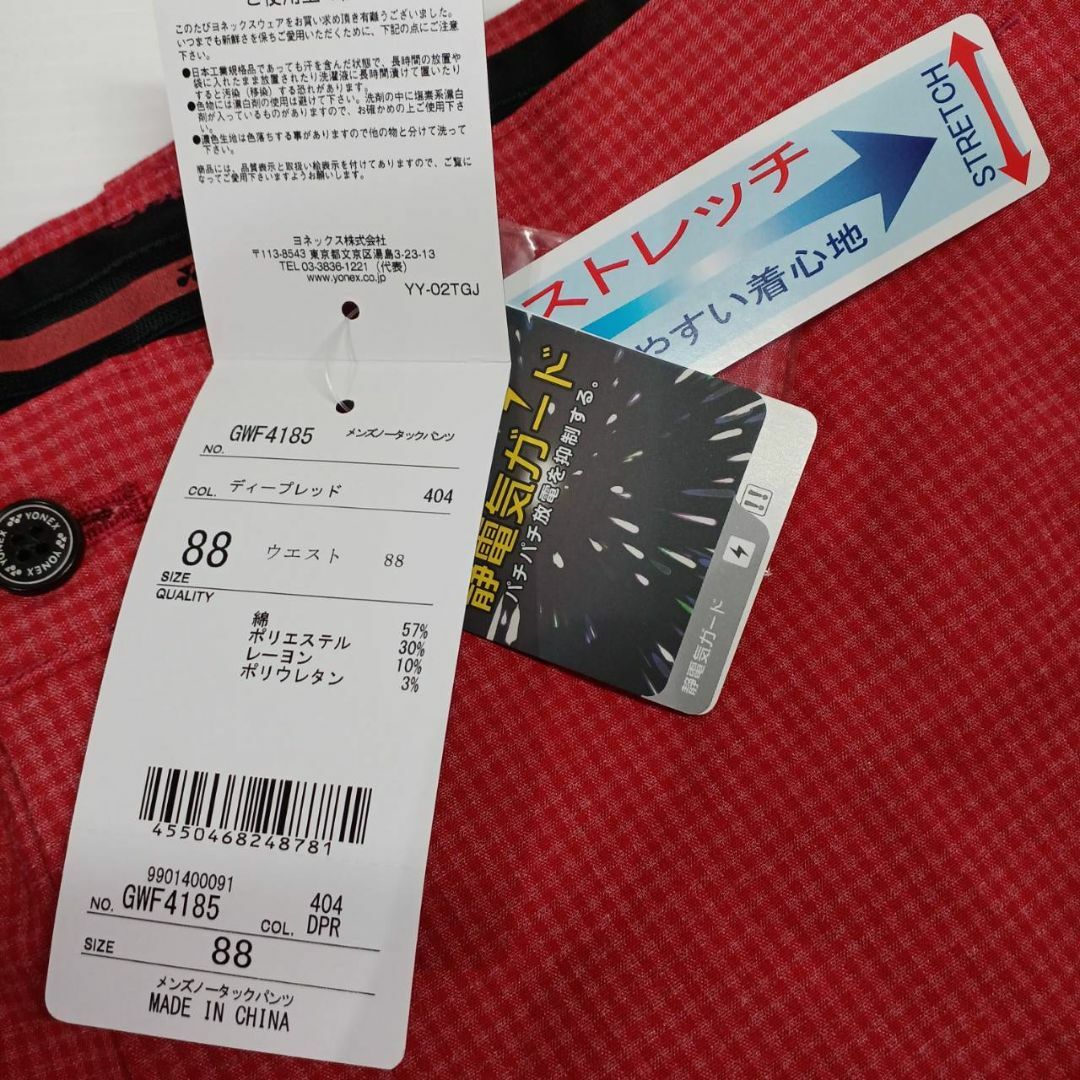 このたびヨネックスウェアをお買い求め頂き有難うございました。
いつまでも新鮮さを保ちご愛用いただくために、下記の点にご注意
下さい。
●日本工業規格品であっても汗を含んだ状態で、長時間の放置や
袋に入れたまま放置されたり洗濯液に長時間漬けて置いたり
すると汚染(移染)する恐れがあります。
●色物には漂白剤の使用は避けて下さい。洗剤の中に塩素系漂白
剤が入っているものがありますので、お確かめの上ご使用下さ
い。
●濃色生地は色落ちする事がありますので他の物と分けて洗って
下さい。
商品には、品質表示と取扱い絵表示を付けてありますので、ご覧に
なってご愛用下さいますようお願いします。
ヨネックス株式会社
〒113-8543 東京都文京区湯島3-23-13
TEL 03-3836-1221 (代表)
www.yonex.co.jp
YY-02TGJ
NO. GWF4185 メンズノータックパンツ
COL. ディープレッド 404
88 ウエスト 88
SIZE
QUALITY
綿 57%
ポリエステル 30%
レーヨン 10%
ポリウレタン 3%
4550468248781
9901400091
NO. GWF4185 404
COL. DPR
SIZE 88
メンズノータックパンツ
MADE IN CHINA
STRETCH
ストレッチ
やすい着心地
静電気ガード
パチパチ放電を抑制する。
静電気ガード
YONEX
YONEX
YONEX